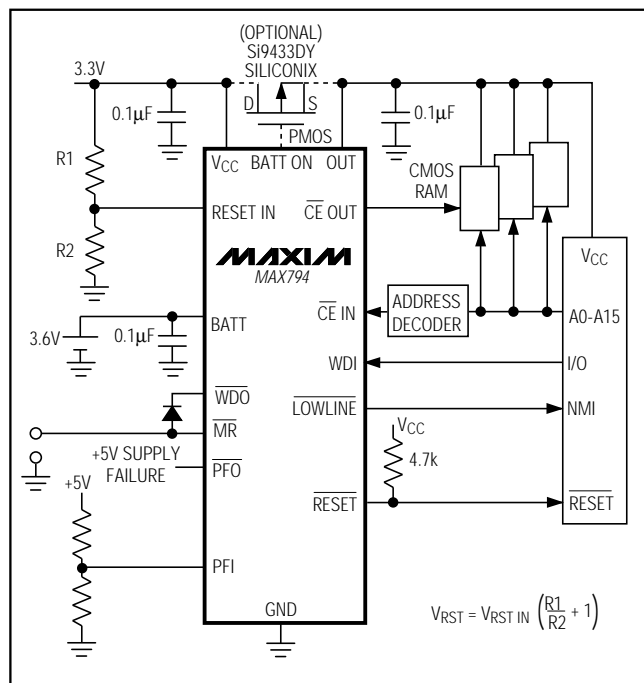 (OPTIONAL)
Si9433DY
SILICONIX
3.3V
0.1µF
D
S
PMOS
0.1µF
R1
R2
VCC
BATT ON
OUT
CMOS
RAM
RESET IN
CE OUT
MAXIM
MAX794
VCC
BATT
CE IN
ADDRESS
DECODER
A0-A15
3.6V
0.1µF
WDI
I/O
WDO
LOWLINE
NMI
MR
VCC
+5V SUPPLY
FAILURE
PFO
4.7k
+5V
RESET
RESET
PFI
GND
VRST = VRST IN (R1/R2 + 1)